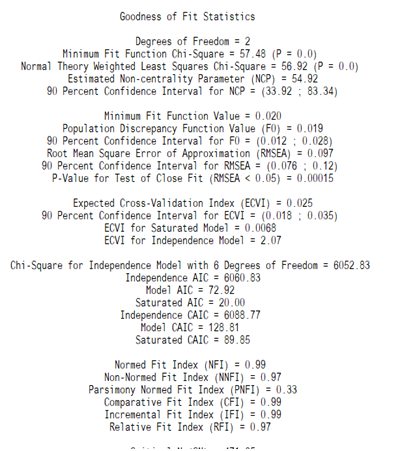 Goodness of Fit Statistics
Degrees of Freedom = 2
Minimum Fit Function Chi-Square = 57.48 (P = 0.0)
Normal Theory Weighted Least Squares Chi-Square = 56.92 (P = 0.0)
Estimated Non-centrality Parameter (NCP) = 54.92
90 Percent Confidence Interval for NCP = (33.92 ; 83.34)
Minimum Fit Function Value = 0.020
Population Discrepancy Function Value (F0) = 0.019
90 Percent Confidence Interval for F0 = (0.012 ; 0.028)
Root Mean Square Error of Approximation (RMSEA) = 0.097
90 Percent Confidence Interval for RMSEA = (0.076 ; 0.12)
P-Value for Test of Close Fit (RMSEA < 0.05) = 0.00015
Expected Cross-Validation Index (ECVI) = 0.025
90 Percent Confidence Interval for ECVI = (0.018 ; 0.035)
ECVI for Saturated Model = 0.0068
ECVI for Independence Model = 2.07
Chi-Square for Independence Model with 6 Degrees of Freedom = 6052.83
Independence AIC = 6060.83
Model AIC = 72.92
Saturated AIC = 20.00
Independence CAIC = 6088.77
Model CAIC = 128.81
Saturated CAIC = 89.85
Normed Fit Index (NFI) = 0.99
Non-Normed Fit Index (NNFI) = 0.97
Parsimony Normed Fit Index (PNFI) = 0.33
Comparative Fit Index (CFI) = 0.99
Incremental Fit Index (IFI) = 0.99
Relative Fit Index (RFI) = 0.97